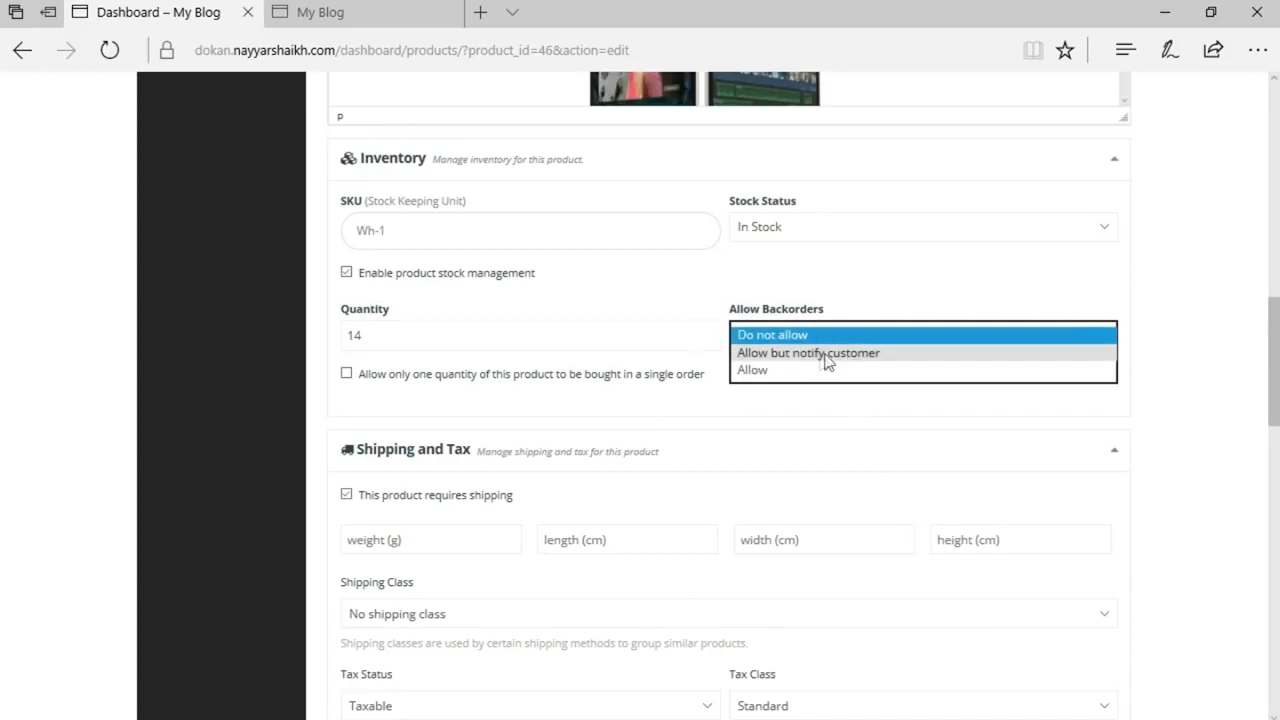 Dashboard – My Blog
My Blog
dokan.nayyarshaikh.com/dashboard/products/?product_id=46&action=edit
p
Inventory Manage inventory for this product.
SKU (Stock Keeping Unit)
Stock Status
Wh-1
In Stock
Enable product stock management
Quantity
Allow Backorders
14
Do not allow
Allow but notify customer
Allow only one quantity of this product to be bought in a single order
Allow
Shipping and Tax Manage shipping and tax for this product
This product requires shipping
weight (g)
length (cm)
width (cm)
height (cm)
Shipping Class
No shipping class
Shipping classes are used by certain shipping methods to group similar products.
Tax Status
Tax Class
Taxable
Standard